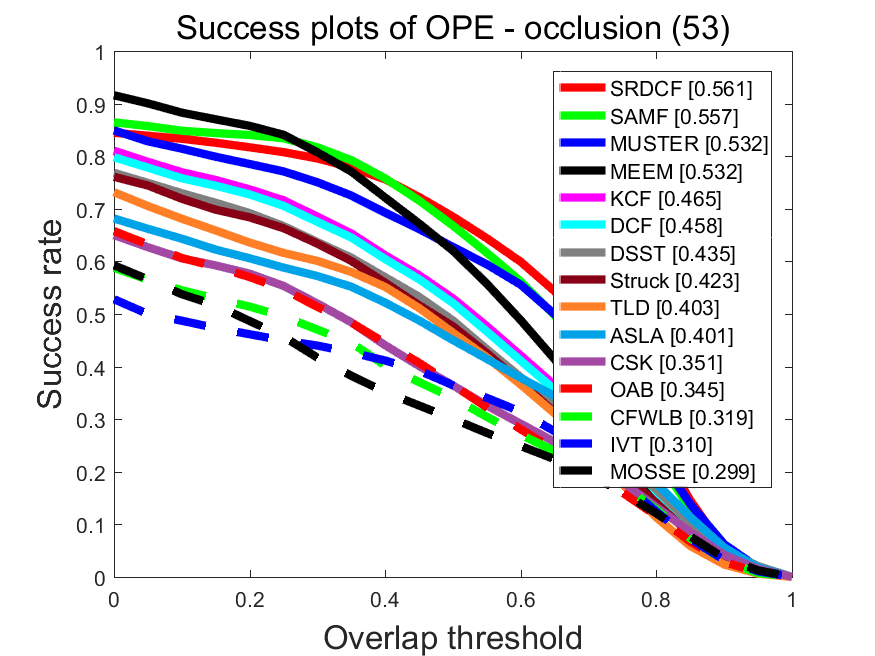 Success plots of OPE - occlusion (53)
1
0.9
0.8
0.7
0.6
0.5
0.4
0.3
0.2
0.1
0
Success rate
SRDCF [0.561]
SAMF [0.557]
MUSTER [0.532]
MEEM [0.532]
KCF [0.465]
DCF [0.458]
DSST [0.435]
Struck [0.423]
TLD [0.403]
ASLA [0.401]
CSK [0.351]
OAB [0.345]
CFWLB [0.319]
IVT [0.310]
MOSSE [0.299]
0 0.2 0.4 0.6 0.8 1
Overlap threshold